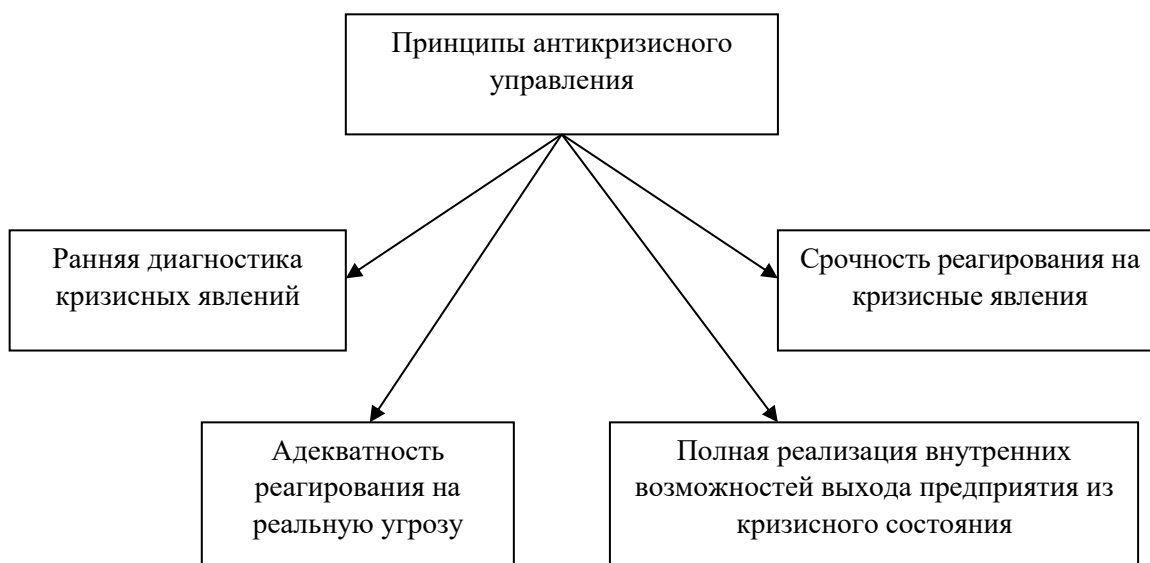 Принципы антикризисного
управления
Ранняя диагностика
кризисных явлений
Срочность реагирования на
кризисные явления
Адекватность
реагирования на
реальную угрозу
Полная реализация внутренних
возможностей выхода предприятия из
кризисного состояния